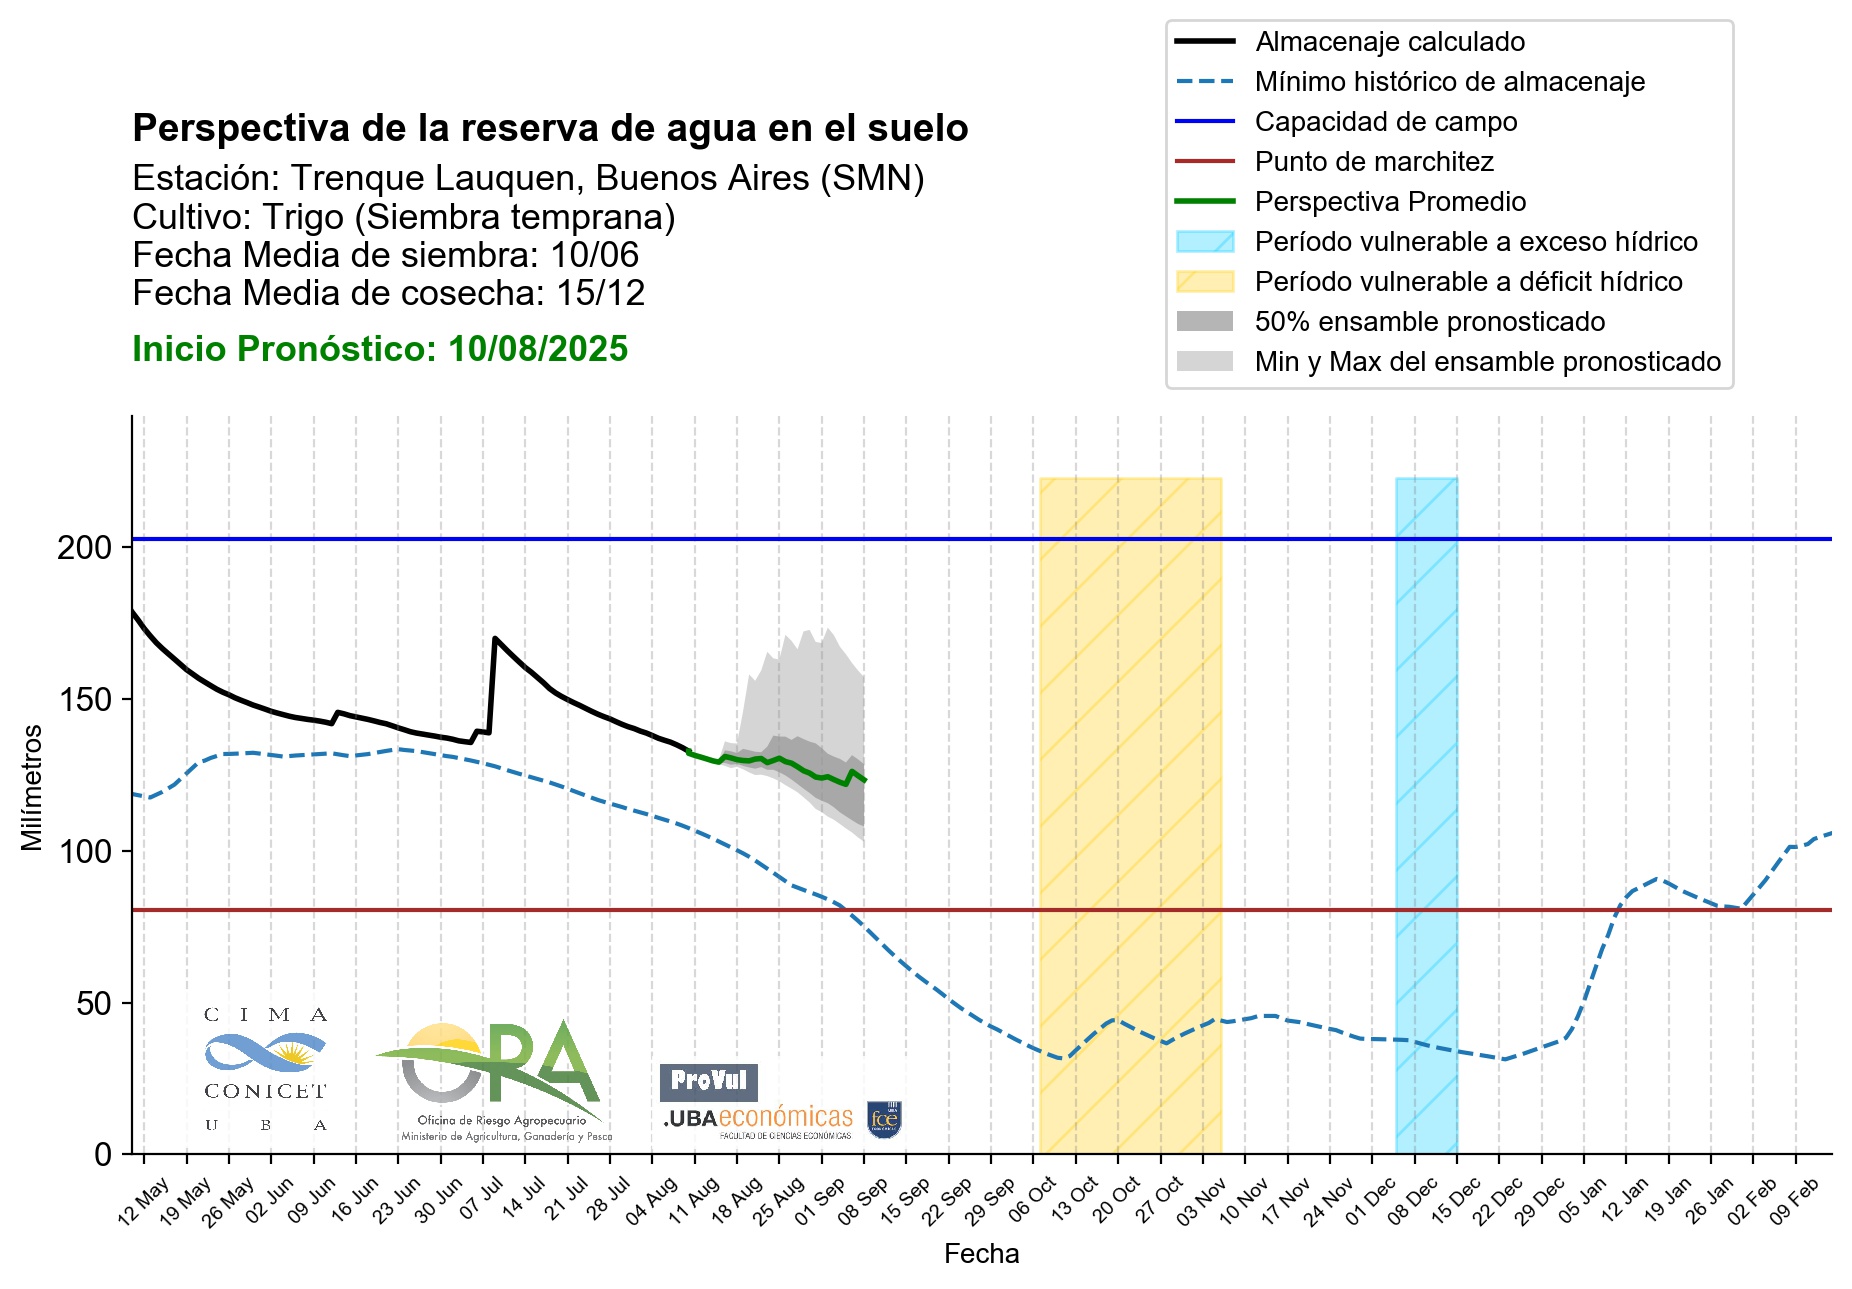 Almacenaje calculado
Mínimo histórico de almacenaje
Capacidad de campo
Punto de marchitez
Perspectiva Promedio
Período vulnerable a exceso hídrico
Período vulnerable a déficit hídrico
50% ensamble pronosticado
Min y Max del ensamble pronosticado
Perspectiva de la reserva de agua en el suelo
Estación: Trenque Lauquen, Buenos Aires (SMN)
Cultivo: Trigo (Siembra temprana)
Fecha Media de siembra: 10/06
Fecha Media de cosecha: 15/12
Inicio Pronóstico: 10/08/2025
Milímetros
200
150
100
50
0
C I M A
CONICET
U B A
ORA
Oficina de Riesgo Agropecuario
Ministerio de Agricultura, Ganadería y Pesca
ProVul
.UBAeconómicas
FACULTAD DE CIENCIAS ECONÓMICAS
fce
12 May
19 May
26 May
02 Jun
09 Jun
16 Jun
23 Jun
30 Jun
07 Jul
14 Jul
21 Jul
28 Jul
04 Aug
11 Aug
18 Aug
25 Aug
01 Sep
08 Sep
15 Sep
22 Sep
29 Sep
06 Oct
13 Oct
20 Oct
27 Oct
03 Nov
10 Nov
17 Nov
24 Nov
01 Dec
08 Dec
15 Dec
22 Dec
29 Dec
05 Jan
12 Jan
19 Jan
26 Jan
02 Feb
09 Feb
Fecha